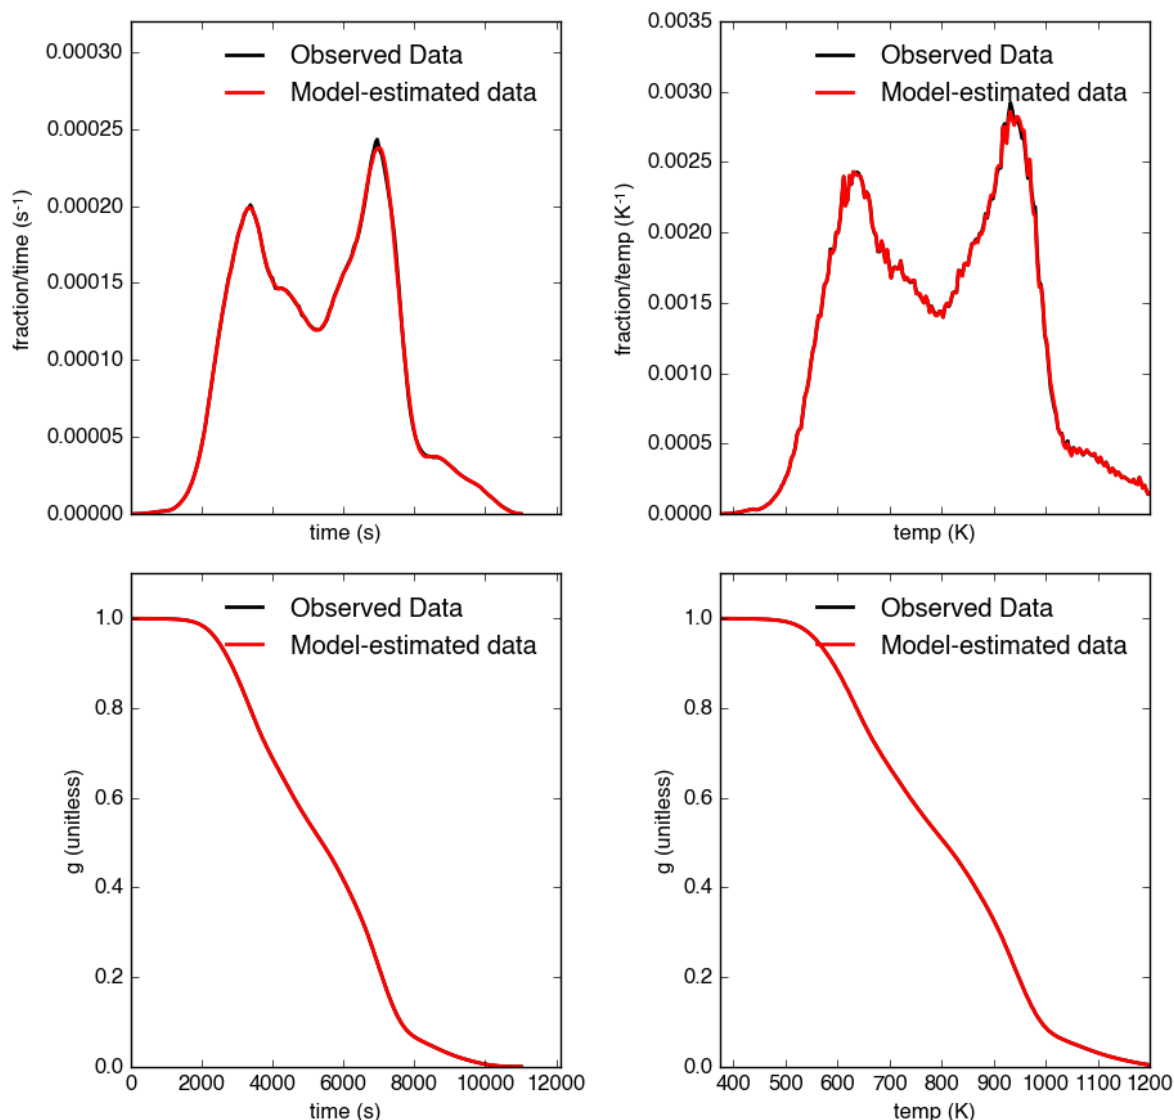 0.00030
0.00025
0.00020
0.00015
0.00010
0.00005
0.00000
fraction/time (s⁻¹)
Observed Data
Model-estimated data
time (s)
0.0035
0.0030
0.0025
0.0020
0.0015
0.0010
0.0005
0.0000
fraction/temp (K⁻¹)
Observed Data
Model-estimated data
temp (K)
1.0
0.8
0.6
0.4
0.2
0.0
g (unitless)
Observed Data
Model-estimated data
0 2000 4000 6000 8000 10000 12000
time (s)
1.0
0.8
0.6
0.4
0.2
0.0
g (unitless)
Observed Data
Model-estimated data
400 500 600 700 800 900 1000 1100 1200
temp (K)